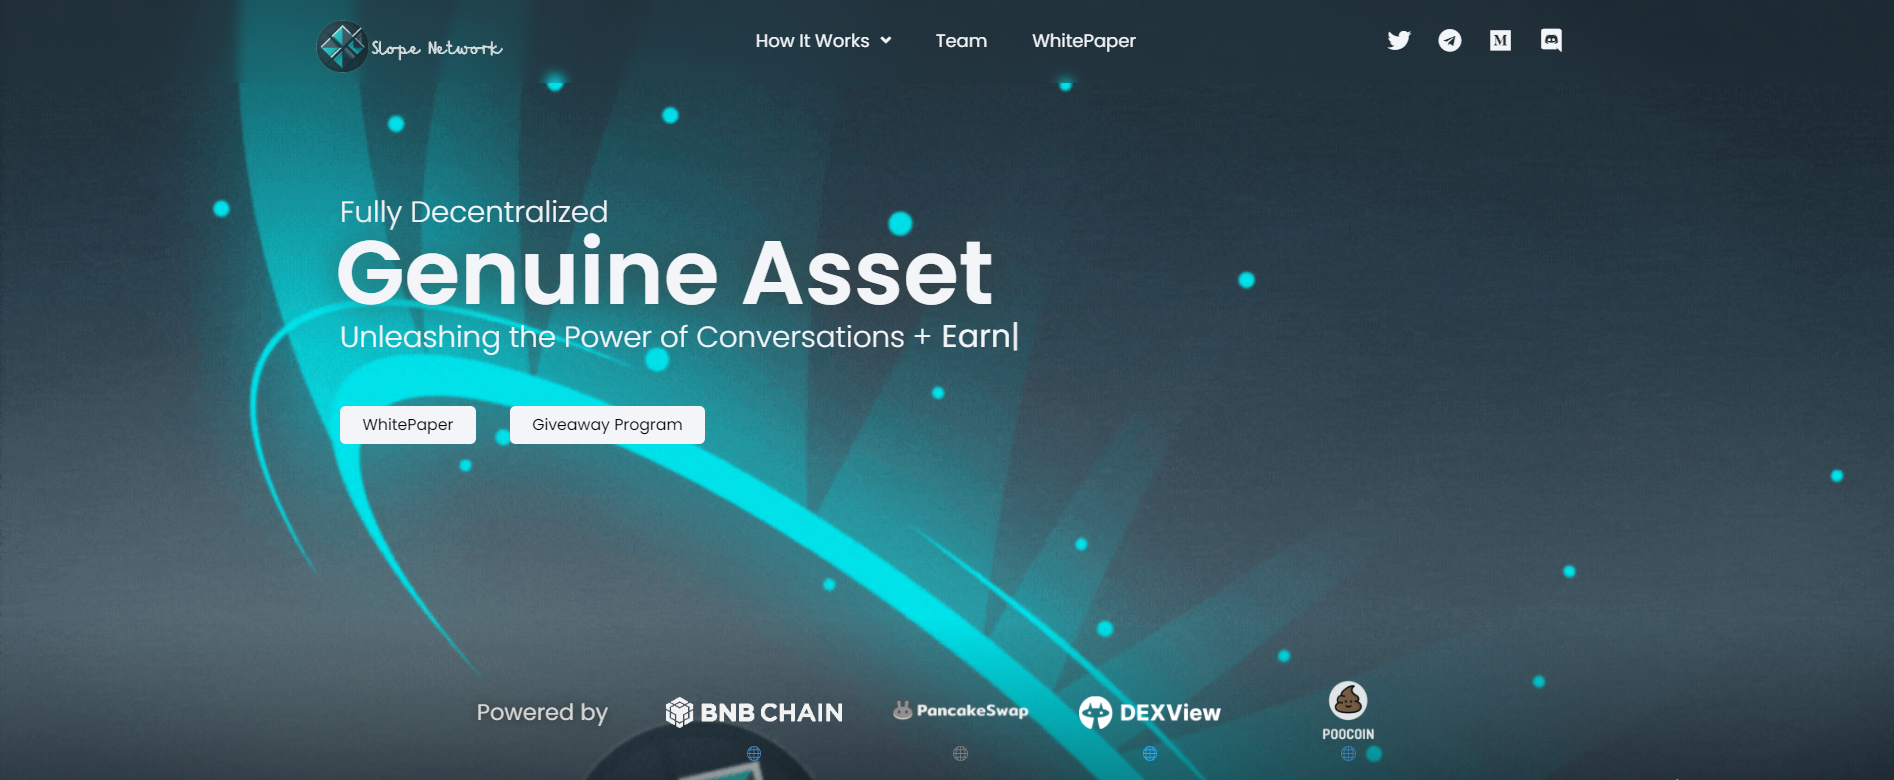 Slope Network
How It Works
Team
WhitePaper
Fully Decentralized
Genuine Asset
Unleashing the Power of Conversations + Earn|
WhitePaper
Giveaway Program
Powered by
BNB CHAIN
PancakeSwap
DEXView
POOCOIN